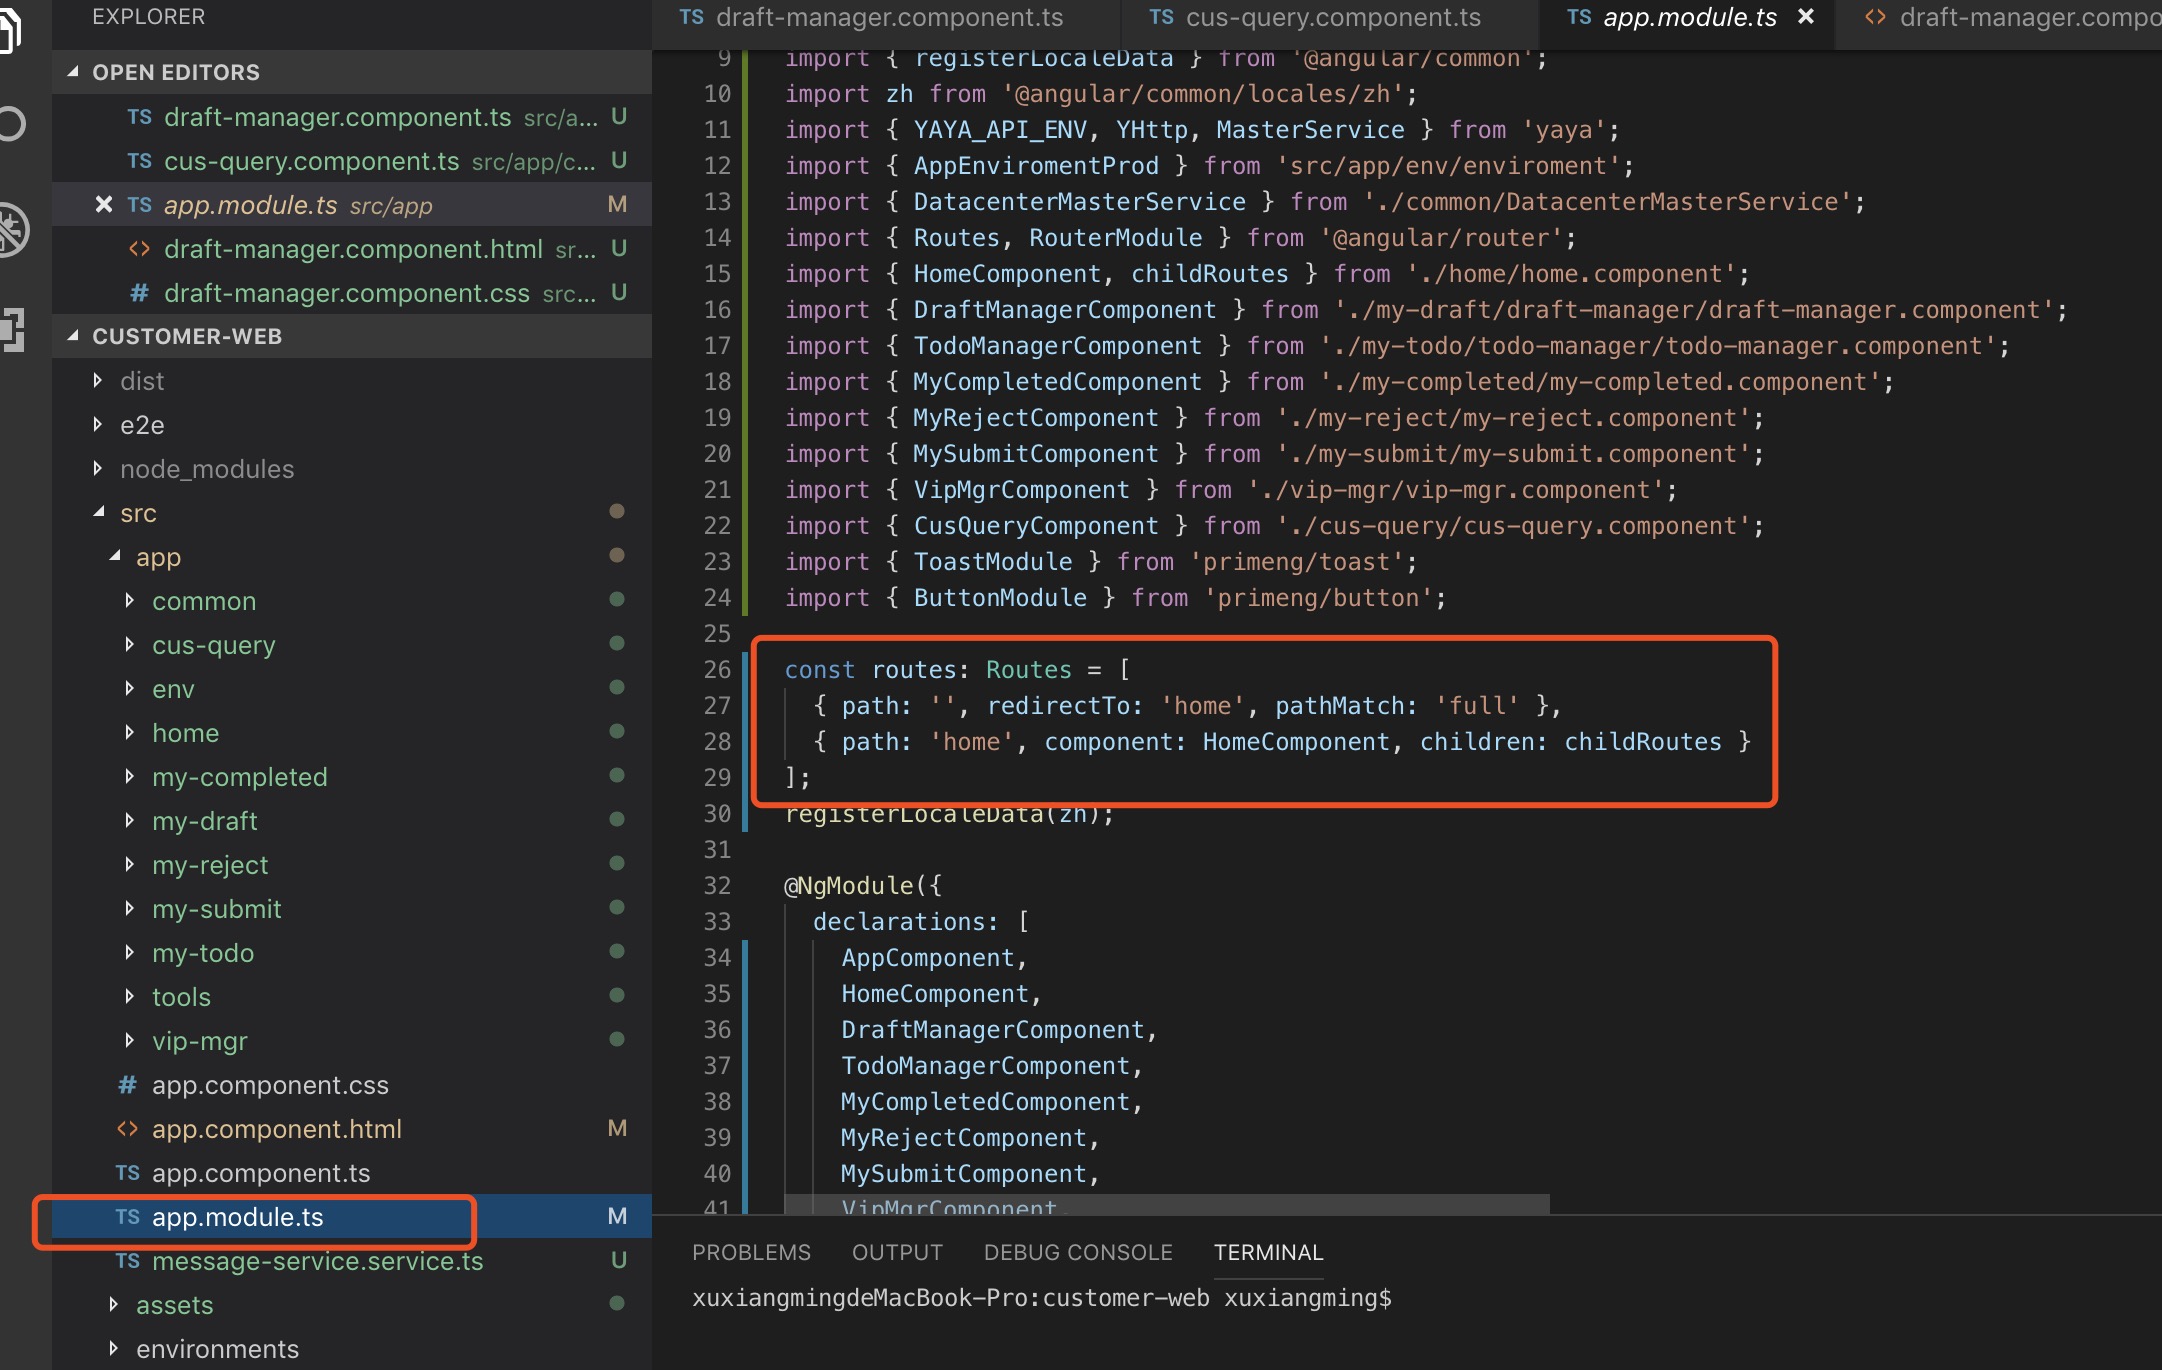 EXPLORER
OPEN EDITORS
TS draft-manager.component.ts src/a... U
TS cus-query.component.ts src/app/c... U
TS app.module.ts src/app M
<> draft-manager.component.html sr... U
# draft-manager.component.css src... U
CUSTOMER-WEB
dist
e2e
node_modules
src
app
common
cus-query
env
home
my-completed
my-draft
my-reject
my-submit
my-todo
tools
vip-mgr
# app.component.css
<> app.component.html M
TS app.component.ts
TS app.module.ts M
TS message-service.service.ts U
assets
environments
TS draft-manager.component.ts TS cus-query.component.ts TS app.module.ts <> draft-manager.compo
9 import { registerLocaleData } from '@angular/common';
10 import zh from '@angular/common/locales/zh';
11 import { YAYA_API_ENV, YHttp, MasterService } from 'yaya';
12 import { AppEnviromentProd } from 'src/app/env/enviroment';
13 import { DatacenterMasterService } from './common/DatacenterMasterService';
14 import { Routes, RouterModule } from '@angular/router';
15 import { HomeComponent, childRoutes } from './home/home.component';
16 import { DraftManagerComponent } from './my-draft/draft-manager/draft-manager.component';
17 import { TodoManagerComponent } from './my-todo/todo-manager/todo-manager.component';
18 import { MyCompletedComponent } from './my-completed/my-completed.component';
19 import { MyRejectComponent } from './my-reject/my-reject.component';
20 import { MySubmitComponent } from './my-submit/my-submit.component';
21 import { VipMgrComponent } from './vip-mgr/vip-mgr.component';
22 import { CusQueryComponent } from './cus-query/cus-query.component';
23 import { ToastModule } from 'primeng/toast';
24 import { ButtonModule } from 'primeng/button';
25
26 const routes: Routes = [
27 { path: '', redirectTo: 'home', pathMatch: 'full' },
28 { path: 'home', component: HomeComponent, children: childRoutes }
29 ];
30 registerLocaleData(zh);
31
32 @NgModule({
33 declarations: [
34 AppComponent,
35 HomeComponent,
36 DraftManagerComponent,
37 TodoManagerComponent,
38 MyCompletedComponent,
39 MyRejectComponent,
40 MySubmitComponent,
41 VipMgrComponent,
PROBLEMS OUTPUT DEBUG CONSOLE TERMINAL
xuxiangmingdeMacBook-Pro:customer-web xuxiangming$